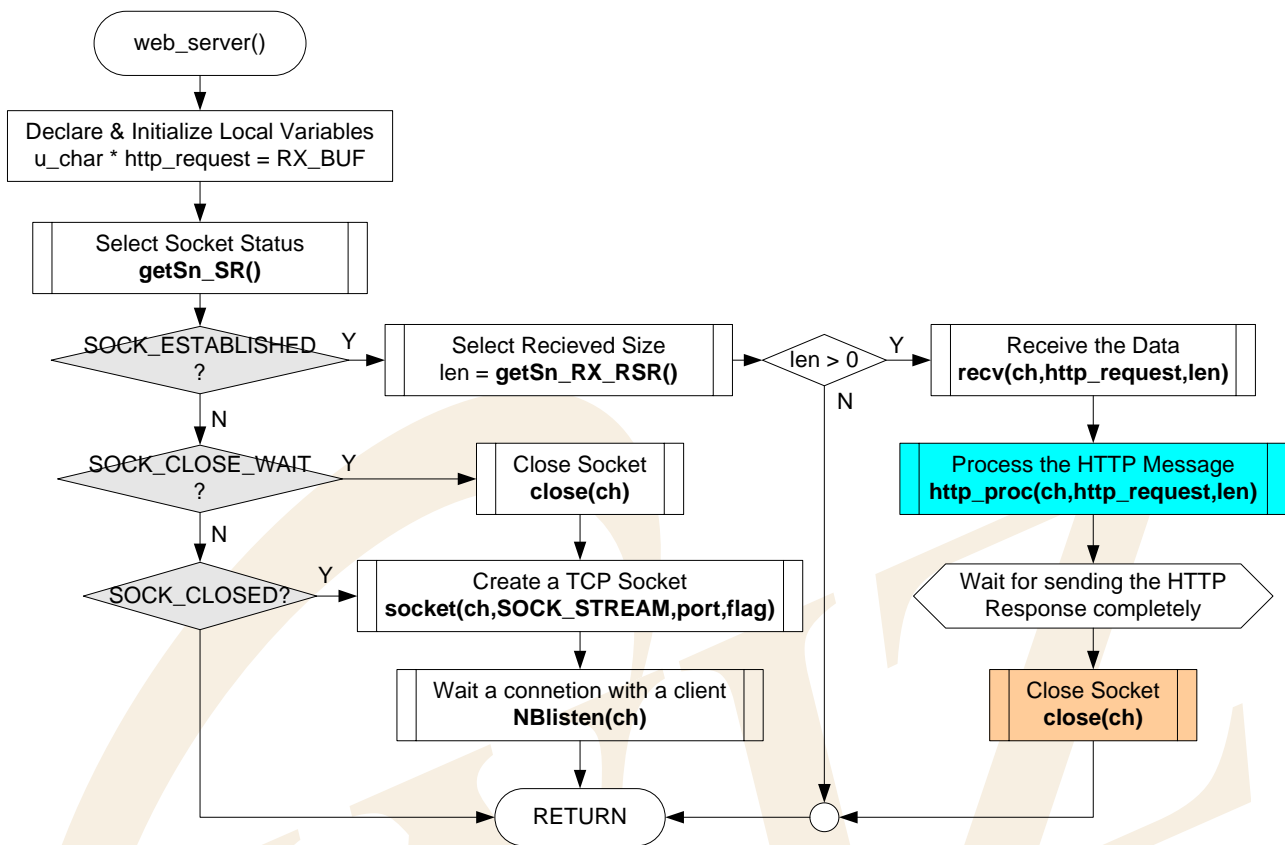 web_server()
Declare & Initialize Local Variables
u_char * http_request = RX_BUF
Select Socket Status
getSn_SR()
SOCK_ESTABLISHED
?
Y
N
Select Recieved Size
len = getSn_RX_RSR()
len > 0
Y
N
Receive the Data
recv(ch,http_request,len)
SOCK_CLOSE_WAIT
?
Y
N
Close Socket
close(ch)
Process the HTTP Message
http_proc(ch,http_request,len)
SOCK_CLOSED?
Y
Create a TCP Socket
socket(ch,SOCK_STREAM,port,flag)
Wait for sending the HTTP
Response completely
Wait a connetion with a client
NBlisten(ch)
Close Socket
close(ch)
RETURN